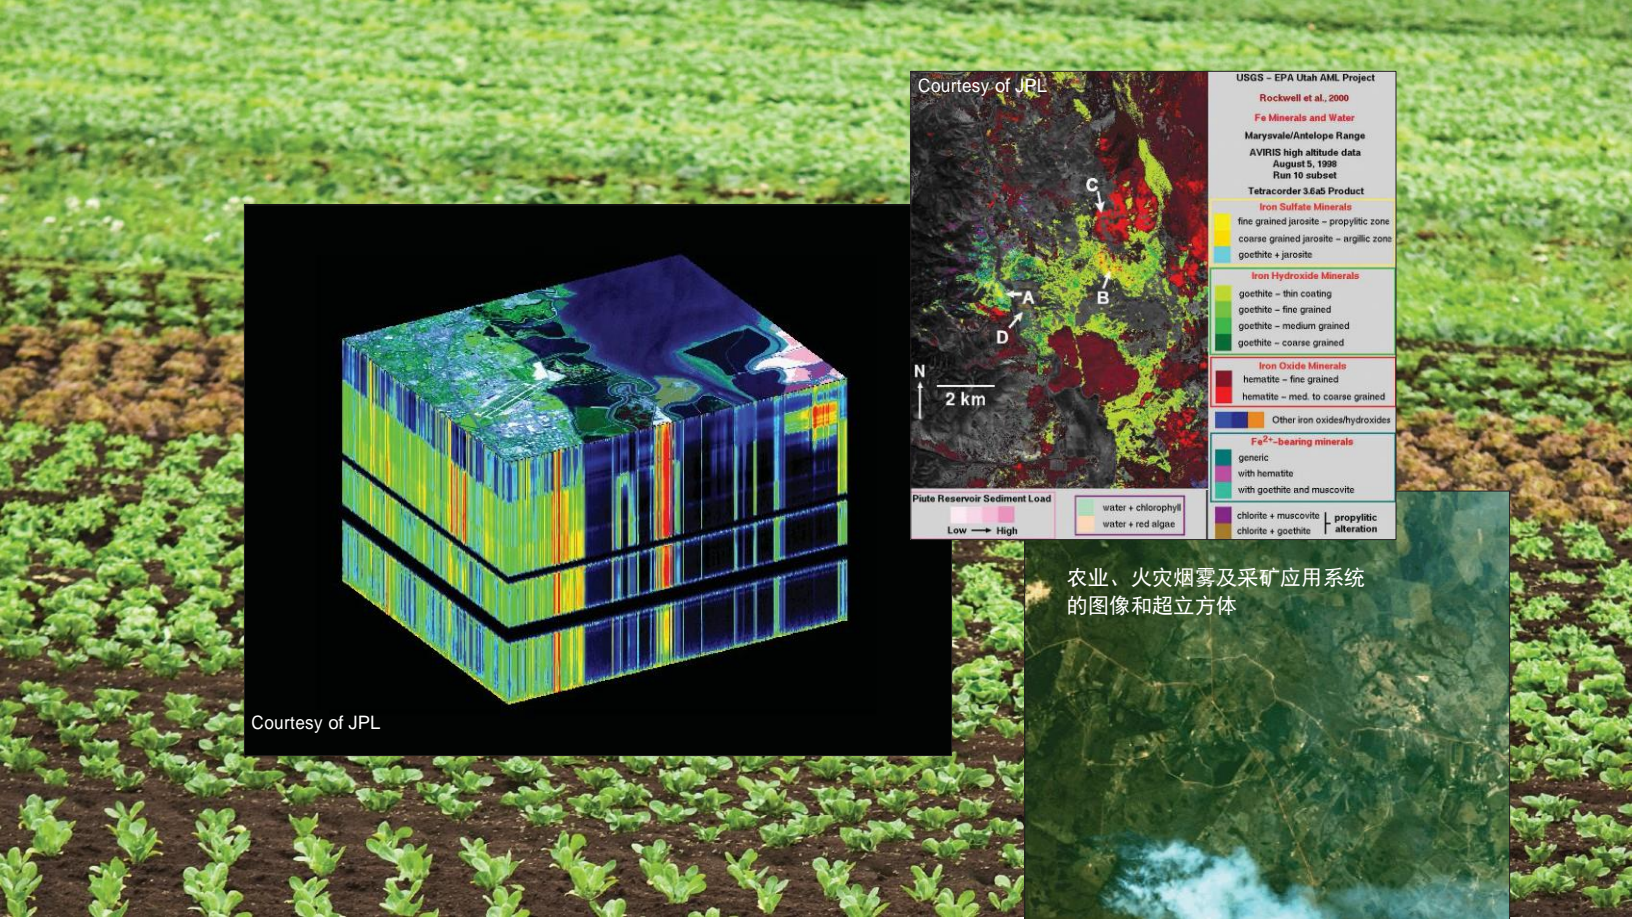 Courtesy of JPL
USGS – EPA Utah AML Project
Rockwell et al., 2000
Fe Minerals and Water
Marysvale/Antelope Range
AVIRIS high altitude data
August 5, 1998
Run 10 subset
Tetracorder 3.6a5 Product
Iron Sulfate Minerals
fine grained jarosite – propylitic zone
coarse grained jarosite – argillic zone
goethite + jarosite
Iron Hydroxide Minerals
goethite – thin coating
goethite – fine grained
goethite – medium grained
goethite – coarse grained
Iron Oxide Minerals
hematite – fine grained
hematite – med. to coarse grained
Other iron oxides/hydroxides
Fe2+–bearing minerals
generic
with hematite
with goethite and muscovite
chlorite + muscovite
chlorite + goethite
propylitic
alteration
C
A
B
D
N
2 km
Piute Reservoir Sediment Load
Low
High
water + chlorophyll
water + red algae
农业、火灾烟雾及采矿应用系统
的图像和超立方体
Courtesy of JPL